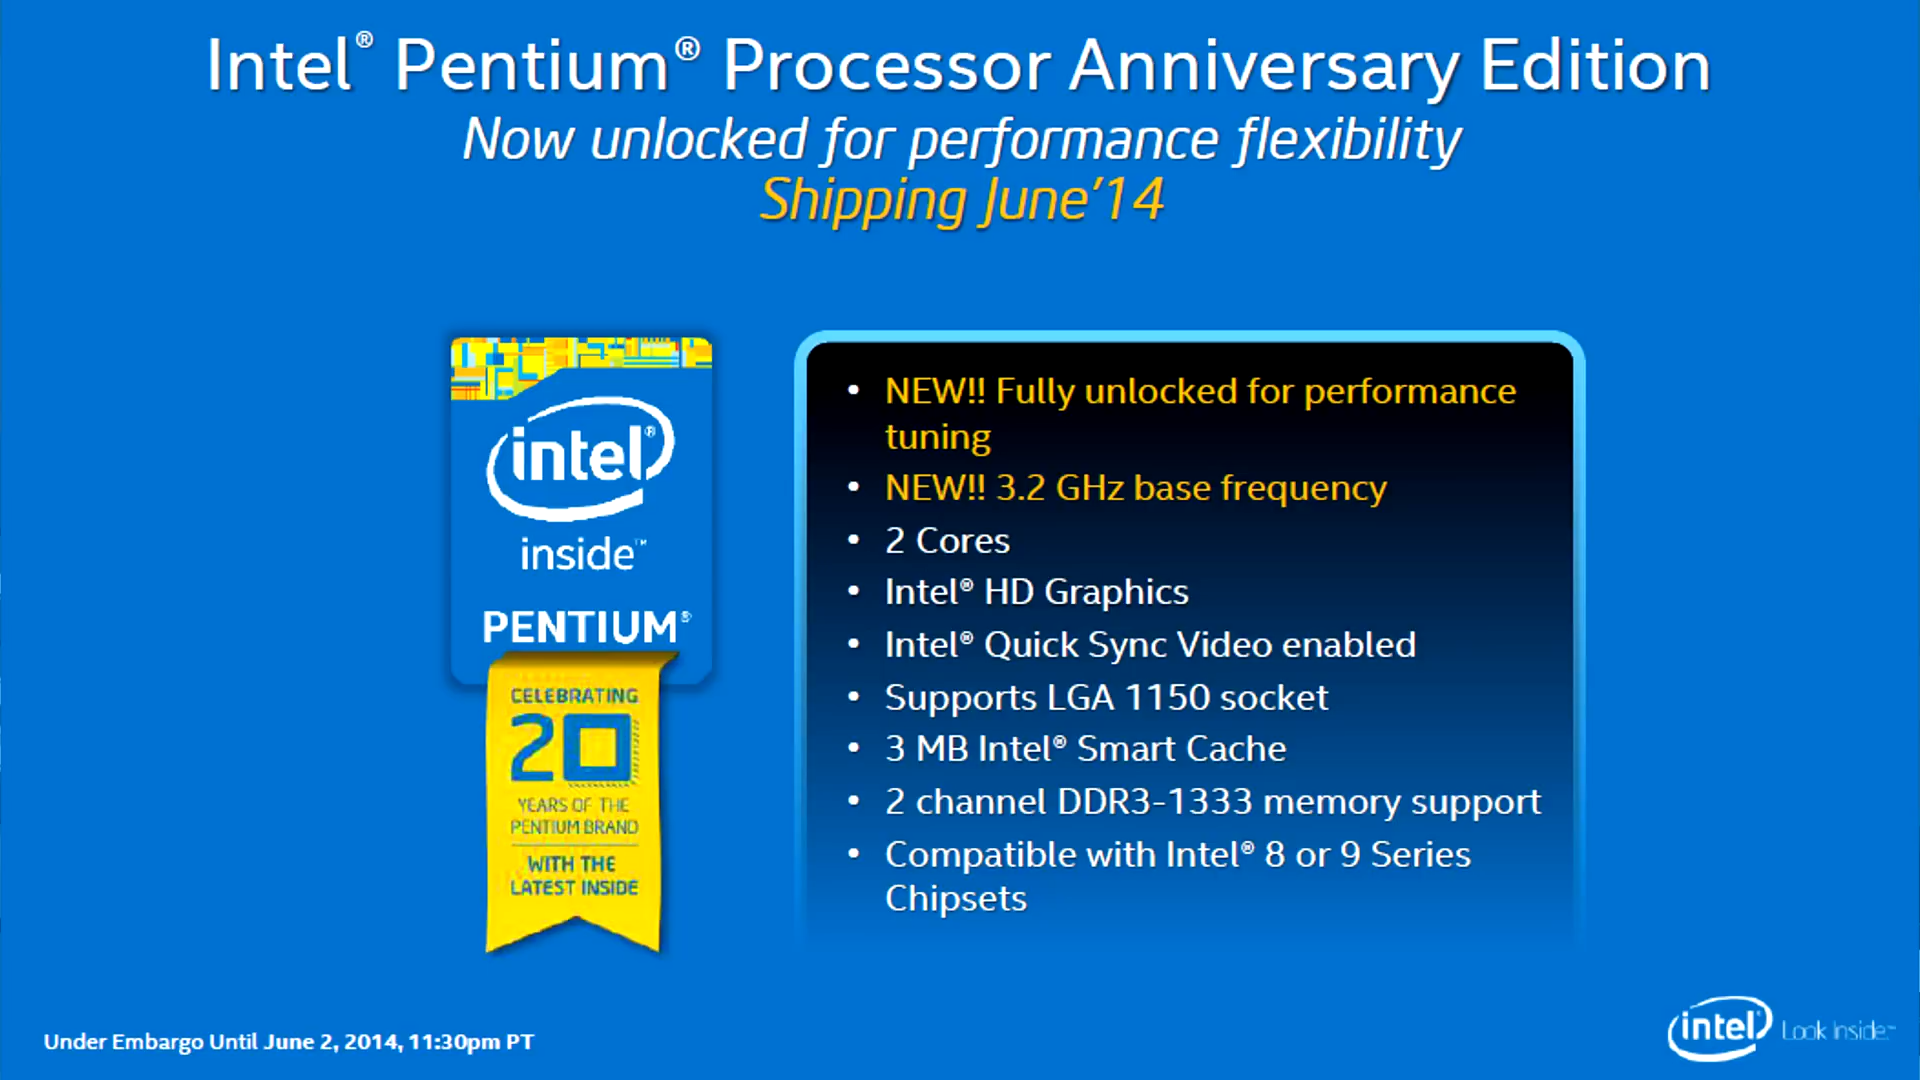 Intel® Pentium® Processor Anniversary Edition
Now unlocked for performance flexibility
Shipping June'14
intel®
inside™
PENTIUM®
CELEBRATING
20
YEARS OF THE
PENTIUM BRAND
WITH THE
LATEST INSIDE
• NEW!! Fully unlocked for performance
tuning
• NEW!! 3.2 GHz base frequency
• 2 Cores
• Intel® HD Graphics
• Intel® Quick Sync Video enabled
• Supports LGA 1150 socket
• 3 MB Intel® Smart Cache
• 2 channel DDR3-1333 memory support
• Compatible with Intel® 8 or 9 Series
Chipsets
Under Embargo Until June 2, 2014, 11:30pm PT
intel Look Inside.™